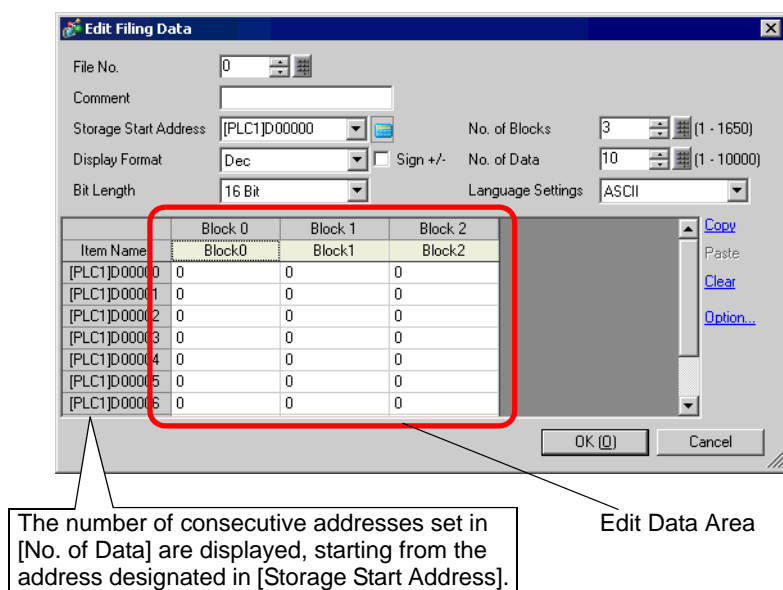 Edit Filing Data
File No. 0
Comment
Storage Start Address [PLC1]D00000 No. of Blocks 3 (1 - 1650)
Display Format Dec Sign +/- No. of Data 10 (1 - 10000)
Bit Length 16 Bit Language Settings ASCII
Block 0 Block 1 Block 2 Copy
Item Name Block0 Block1 Block2 Paste
[PLC1]D00000 0 0 0
[PLC1]D00001 0 0 0 Clear
[PLC1]D00002 0 0 0 Option...
[PLC1]D00003 0 0 0
[PLC1]D00004 0 0 0
[PLC1]D00005 0 0 0
[PLC1]D00006 0 0 0
OK (O) Cancel
The number of consecutive addresses set in
[No. of Data] are displayed, starting from the
address designated in [Storage Start Address].
Edit Data Area